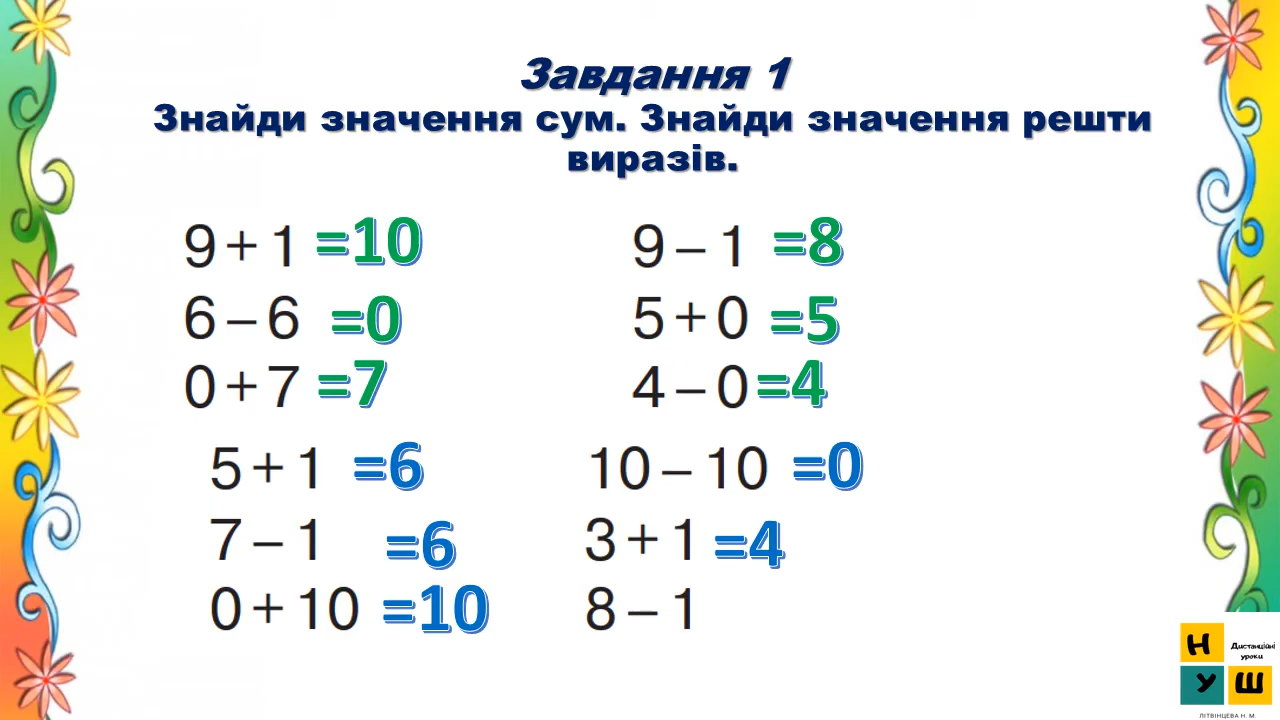 Завдання 1
Знайди значення сум. Знайди значення решти
виразів.
9 + 1 =10 9 – 1 =8
6 – 6 =0 5 + 0 =5
0 + 7 =7 4 – 0 =4
5 + 1 =6 10 – 10 =0
7 – 1 =6 3 + 1 =4
0 + 10 =10 8 – 1
Н Дистанційні
уроки
У Ш
ЛІТВІНЦЕВА Н. М.